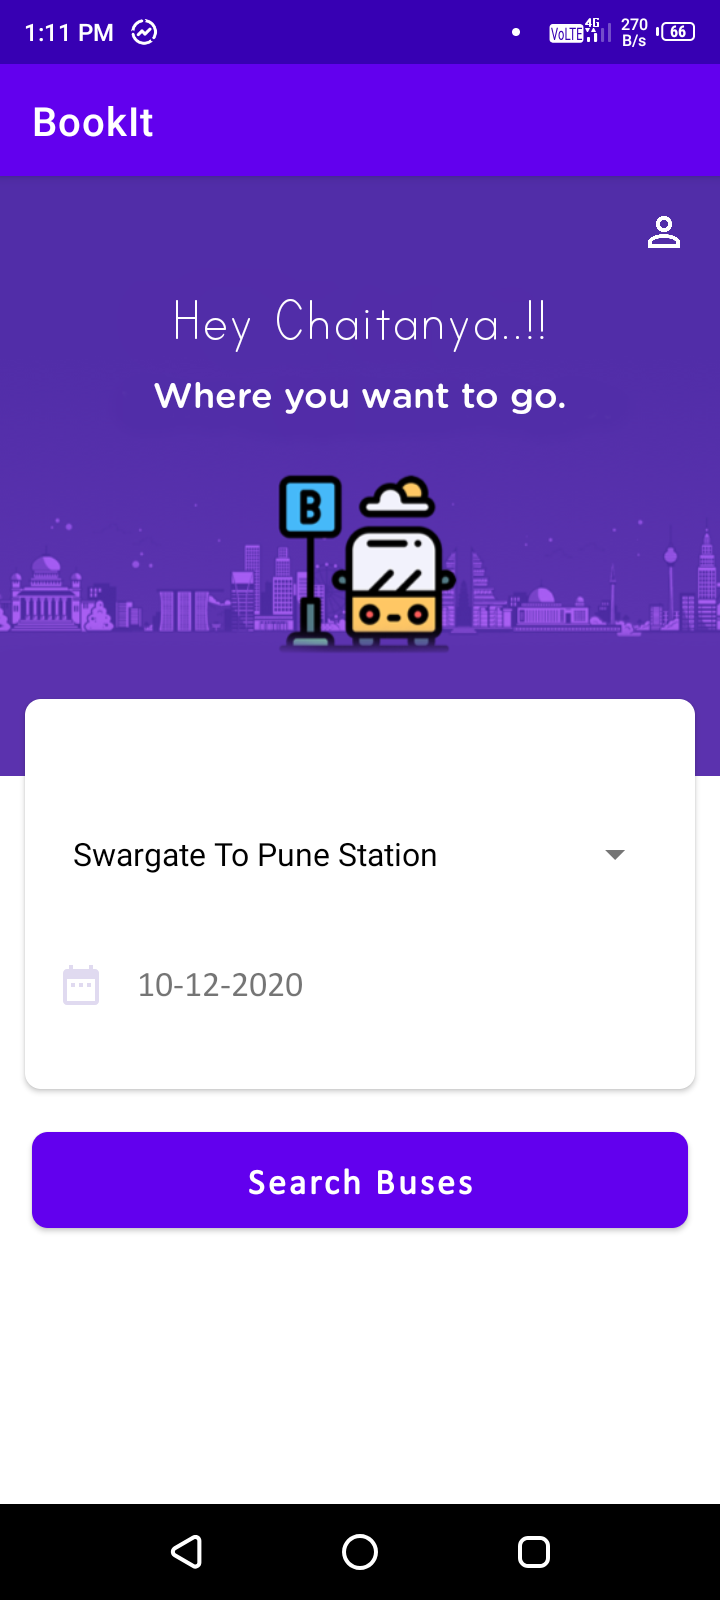 1:11 PM
VoLTE 4G 270 B/s 66
BookIt
Hey Chaitanya..!!
Where you want to go.
B
Swargate To Pune Station
10-12-2020
Search Buses